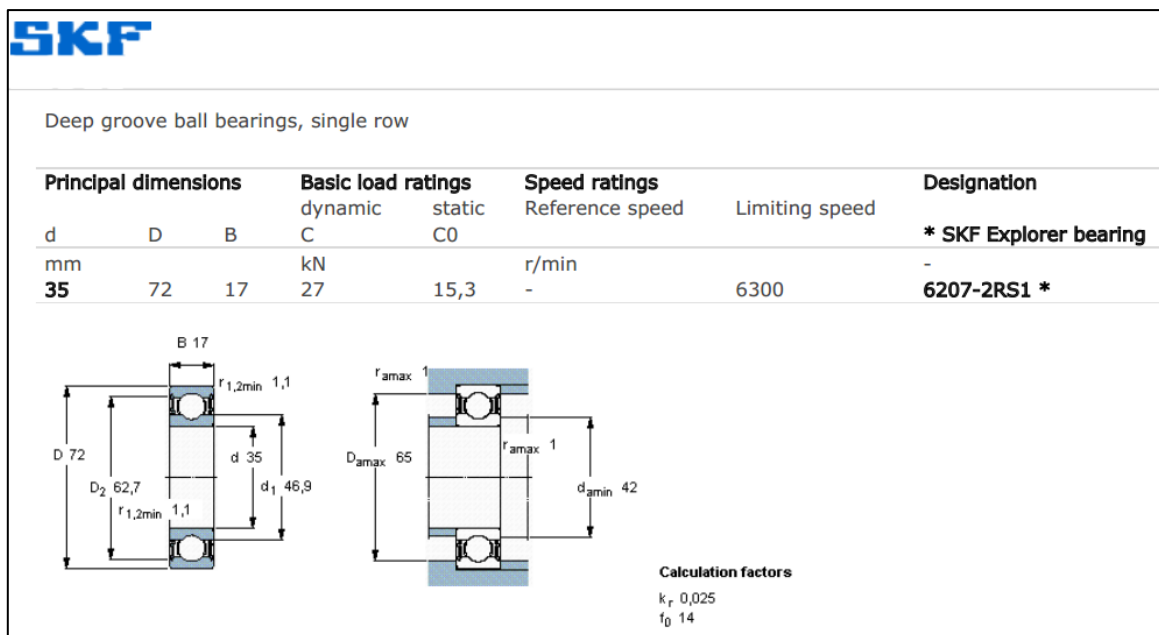 SKF
Deep groove ball bearings, single row
Principal dimensions Basic load ratings Speed ratings Designation
dynamic static Reference speed Limiting speed
d D B C C0 * SKF Explorer bearing
mm kN r/min -
35 72 17 27 15,3 - 6300 6207-2RS1 *
B 17
r1,2min 1,1
D 72
D2 62,7
d 35
d1 46,9
r1,2min 1,1
ramax 1
Damax 65
ramax 1
damin 42
Calculation factors
kr 0,025
f0 14